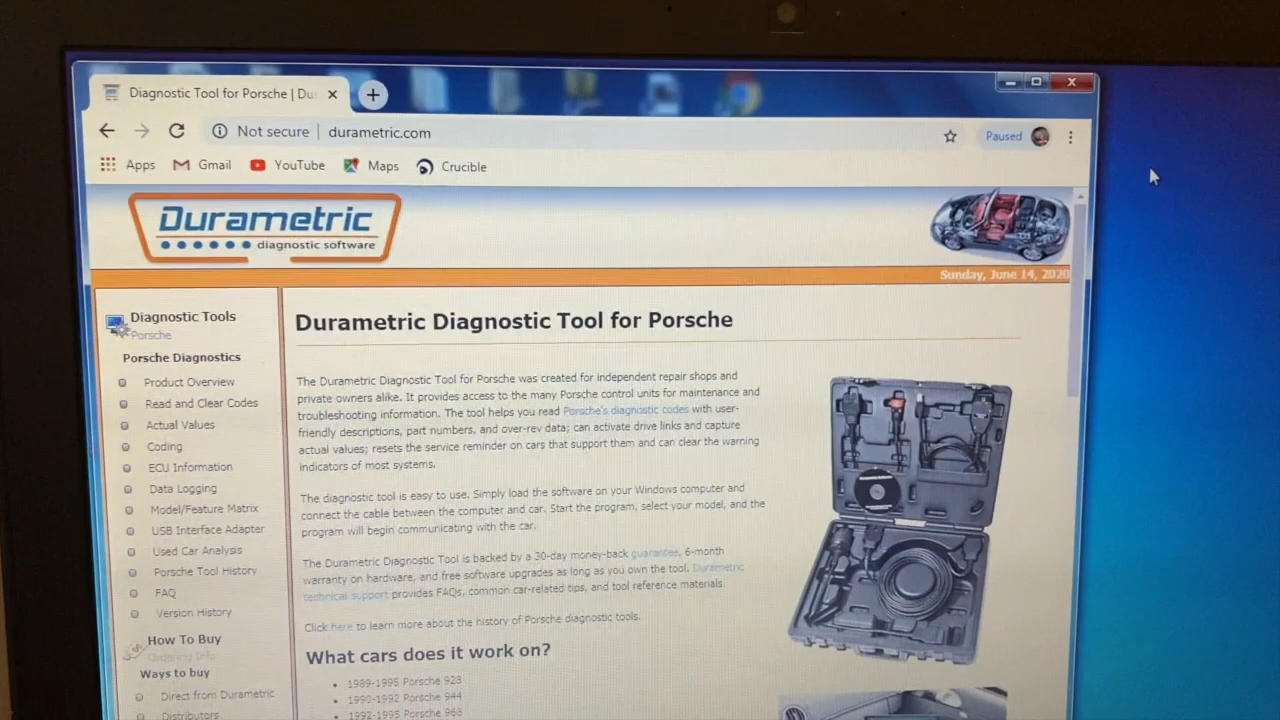 Diagnostic Tool for Porsche | Du
Not secure | durametric.com
Paused
Apps Gmail YouTube Maps Crucible
Durametric
diagnostic software
Sunday, June 14, 2020
Diagnostic Tools
Porsche
Porsche Diagnostics
Product Overview
Read and Clear Codes
Actual Values
Coding
ECU Information
Data Logging
Model/Feature Matrix
USB Interface Adapter
Used Car Analysis
Porsche Tool History
FAQ
Version History
How To Buy
Ordering Info
Ways to buy
Direct from Durametric
Distributors
Durametric Diagnostic Tool for Porsche
The Durametric Diagnostic Tool for Porsche was created for independent repair shops and
private owners alike. It provides access to the many Porsche control units for maintenance and
troubleshooting information. The tool helps you read Porsche's diagnostic codes with user-
friendly descriptions, part numbers, and over-rev data; can activate drive links and capture
actual values; resets the service reminder on cars that support them and can clear the warning
indicators of most systems.
The diagnostic tool is easy to use. Simply load the software on your Windows computer and
connect the cable between the computer and car. Start the program, select your model, and the
program will begin communicating with the car.
The Durametric Diagnostic Tool is backed by a 30-day money-back guarantee, 6-month
warranty on hardware, and free software upgrades as long as you own the tool. Durametric
technical support provides FAQs, common car-related tips, and tool reference materials.
Click here to learn more about the history of Porsche diagnostic tools.
What cars does it work on?
1989-1995 Porsche 928
1990-1992 Porsche 944
1992-1995 Porsche 968